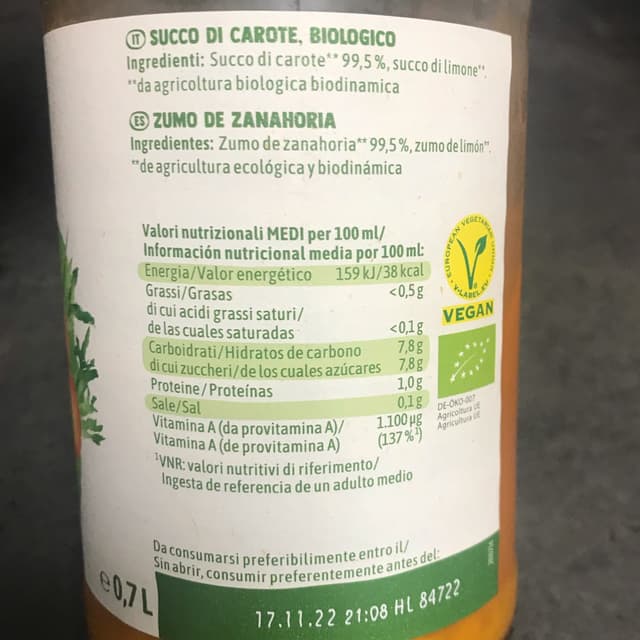 IT SUCCO DI CAROTE, BIOLOGICO
Ingredienti: Succo di carote** 99,5%, succo di limone**.
**da agricoltura biologica biodinamica
ES ZUMO DE ZANAHORIA
Ingredientes: Zumo de zanahoria** 99,5%, zumo de limón**.
**de agricultura ecológica y biodinámica
Valori nutrizionali MEDI per 100 ml/
Información nutricional media por 100 ml:
Energia/Valor energético 159 kJ/38 kcal
Grassi/Grasas <0,5 g
di cui acidi grassi saturi/
de las cuales saturadas <0,1 g
Carboidrati/Hidratos de carbono 7,8 g
di cui zuccheri/de los cuales azúcares 7,8 g
Proteine/Proteínas 1,0 g
Sale/Sal 0,1 g
Vitamina A (da provitamina A)/ 1.100 µg
Vitamina A (de provitamina A) (137 %¹)
¹VNR: valori nutritivi di riferimento/
Ingesta de referencia de un adulto medio
EUROPEAN VEGETARIAN UNION
V-LABEL.EU
VEGAN
DE-ÖKO-007
Agricoltura UE
Agricultura UE
Da consumarsi preferibilmente entro il/
Sin abrir, consumir preferentemente antes del:
e 0,7 L
17.11.22 21:08 HL 84722